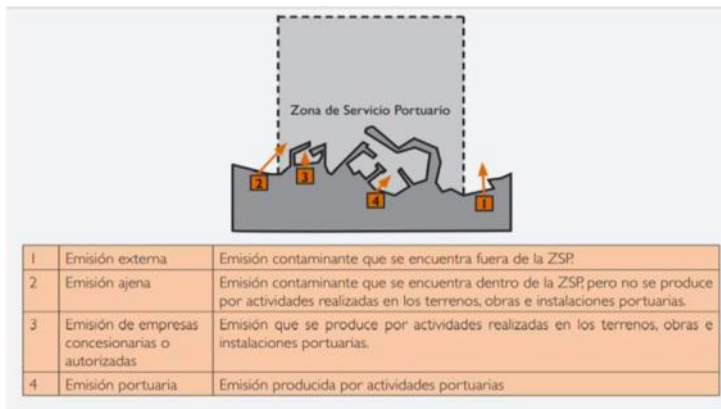 Zona de Servicio Portuario
2
3
4
1
1 Emisión externa Emisión contaminante que se encuentra fuera de la ZSP.
2 Emisión ajena Emisión contaminante que se encuentra dentro de la ZSP, pero no se produce
por actividades realizadas en los terrenos, obras e instalaciones portuarias.
3 Emisión de empresas
concesionarias o
autorizadas
Emisión que se produce por actividades realizadas en los terrenos, obras e
instalaciones portuarias.
4 Emisión portuaria Emisión producida por actividades portuarias